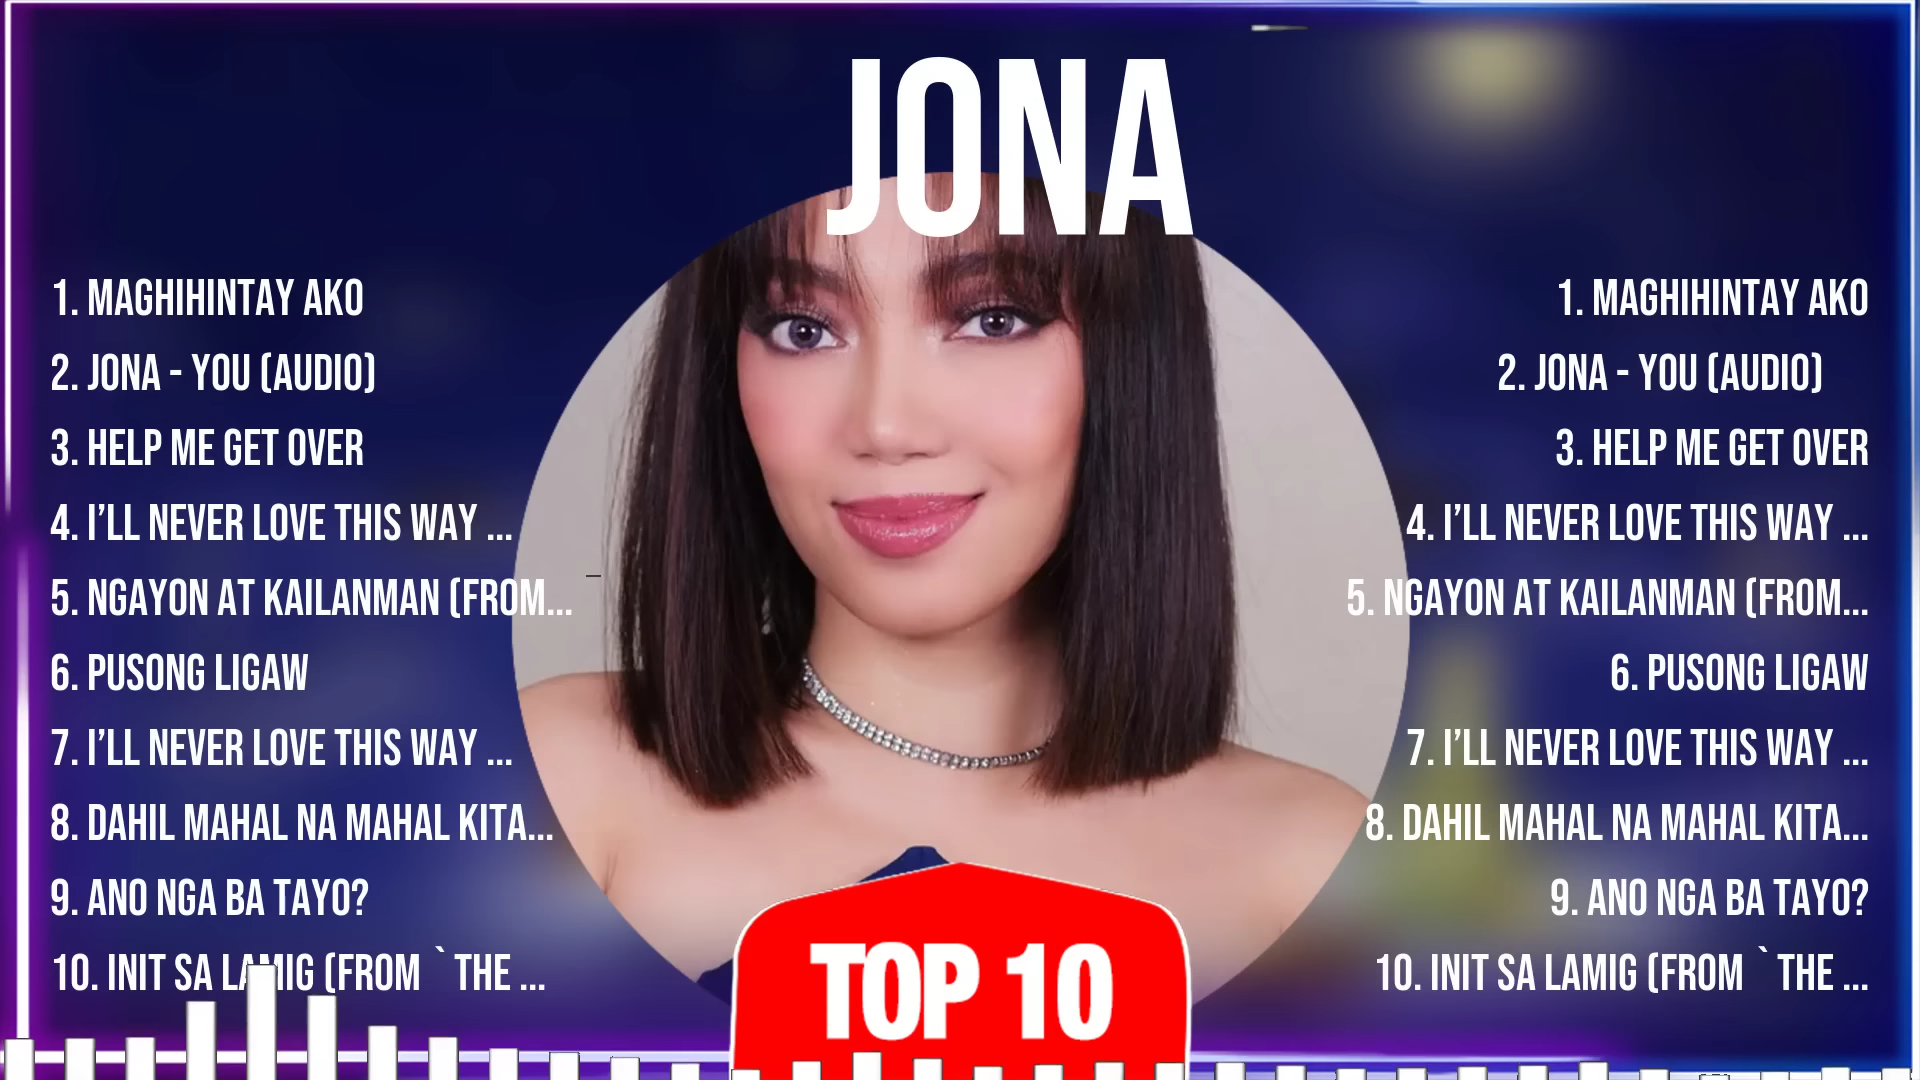 JONA
1. MAGHIHINTAY AKO
2. JONA - YOU (AUDIO)
3. HELP ME GET OVER
4. I’LL NEVER LOVE THIS WAY ...
5. NGAYON AT KAILANMAN (FROM...
6. PUSONG LIGAW
7. I’LL NEVER LOVE THIS WAY ...
8. DAHIL MAHAL NA MAHAL KITA...
9. ANO NGA BA TAYO?
10. INIT SA LAMIG (FROM `THE ...
1. MAGHIHINTAY AKO
2. JONA - YOU (AUDIO)
3. HELP ME GET OVER
4. I’LL NEVER LOVE THIS WAY ...
5. NGAYON AT KAILANMAN (FROM...
6. PUSONG LIGAW
7. I’LL NEVER LOVE THIS WAY ...
8. DAHIL MAHAL NA MAHAL KITA...
9. ANO NGA BA TAYO?
10. INIT SA LAMIG (FROM `THE ...
TOP 10